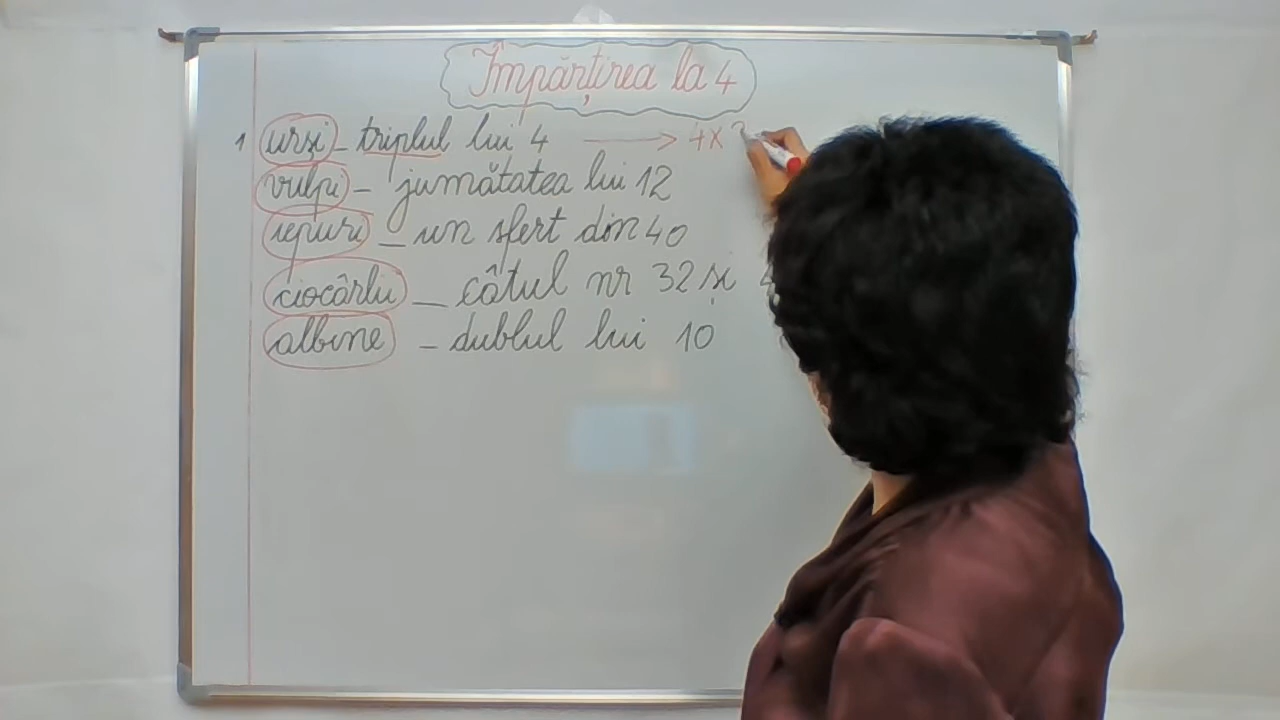 Împărțirea la 4
1 urși - triplul lui 4 → 4x
vulpi - jumătatea lui 12
iepuri - un sfert din 40
ciocârlii - câtul nr 32 și
albine - dublul lui 10